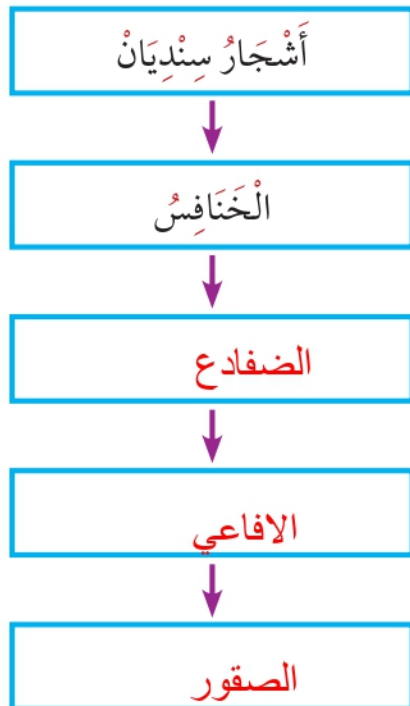 أَشْجَارُ سِنْدِيَانْ
الْخَنَافِسُ
الضفادع
الافاعي
الصقور